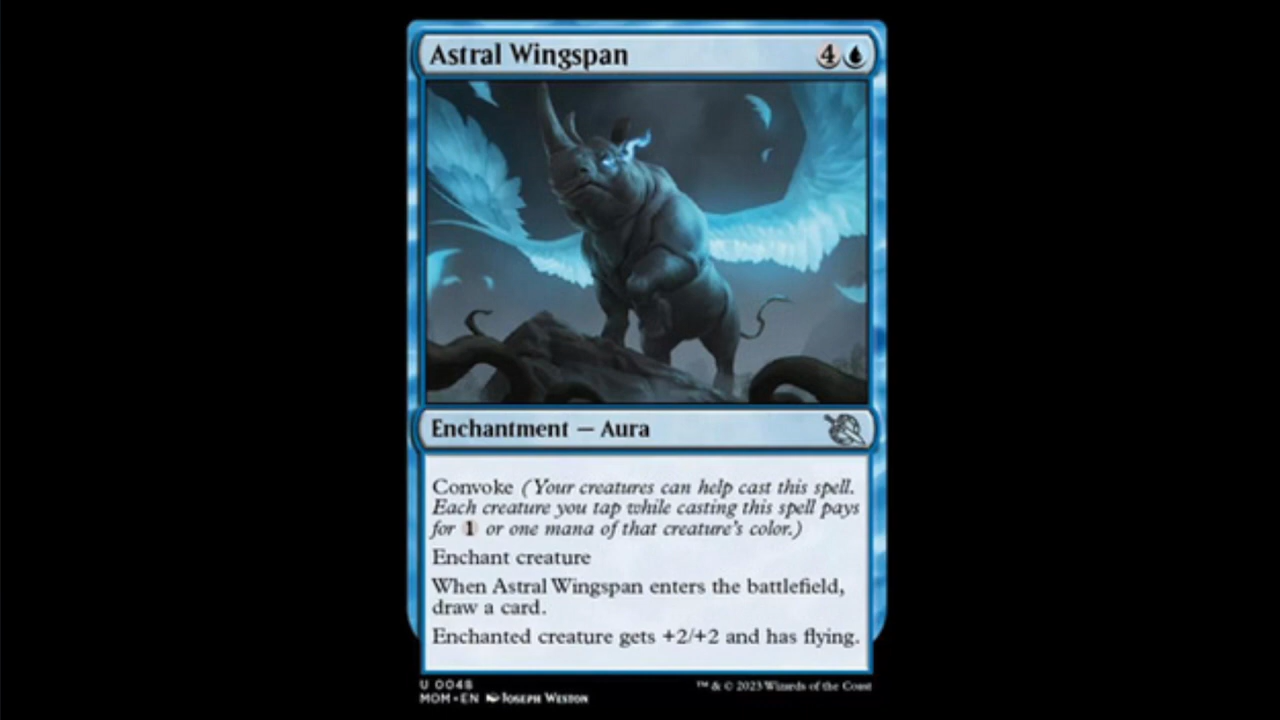 Astral Wingspan 4
Enchantment — Aura
Convoke (Your creatures can help cast this spell.
Each creature you tap while casting this spell pays
for 1 or one mana of that creature's color.)
Enchant creature
When Astral Wingspan enters the battlefield,
draw a card.
Enchanted creature gets +2/+2 and has flying.
U 0048
MOM • EN Joseph Weston
™ & © 2023 Wizards of the Coast